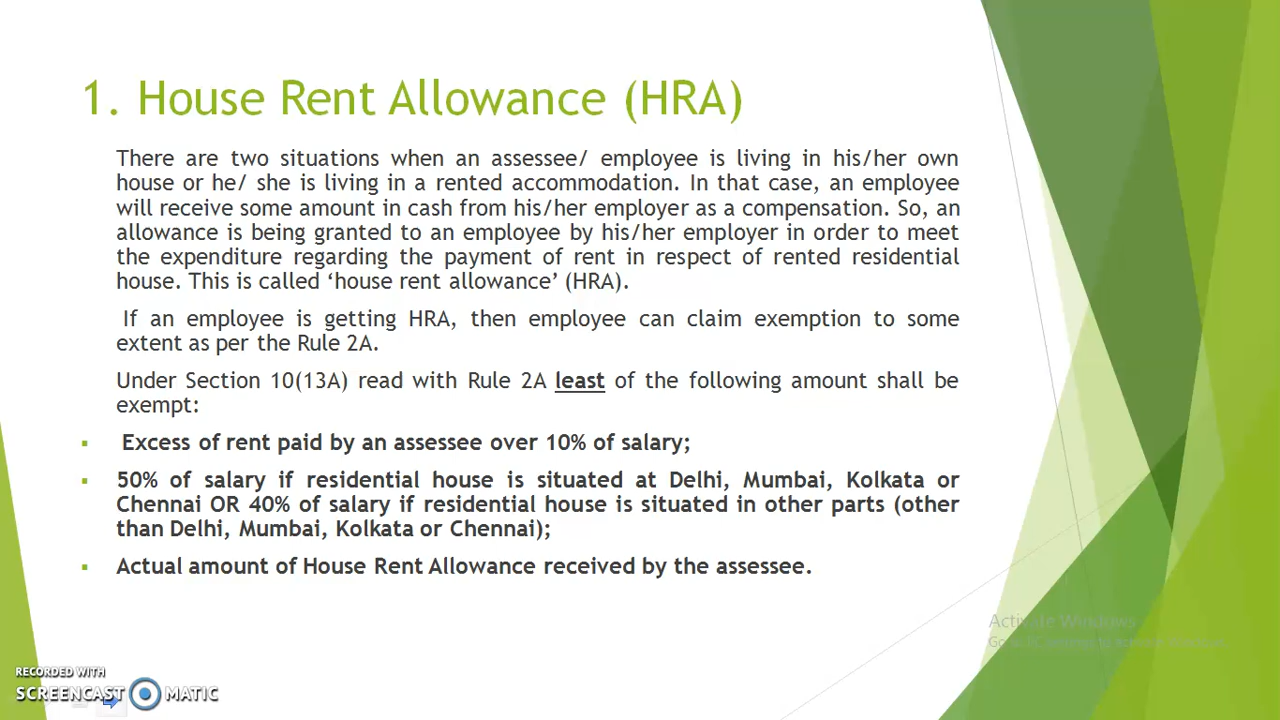 1. House Rent Allowance (HRA)
There are two situations when an assessee/ employee is living in his/her own
house or he/ she is living in a rented accommodation. In that case, an employee
will receive some amount in cash from his/her employer as a compensation. So, an
allowance is being granted to an employee by his/her employer in order to meet
the expenditure regarding the payment of rent in respect of rented residential
house. This is called ‘house rent allowance’ (HRA).
If an employee is getting HRA, then employee can claim exemption to some
extent as per the Rule 2A.
Under Section 10(13A) read with Rule 2A least of the following amount shall be
exempt:
▪ Excess of rent paid by an assessee over 10% of salary;
▪ 50% of salary if residential house is situated at Delhi, Mumbai, Kolkata or
Chennai OR 40% of salary if residential house is situated in other parts (other
than Delhi, Mumbai, Kolkata or Chennai);
▪ Actual amount of House Rent Allowance received by the assessee.
Activate Windows
Go to PC settings to activate Windows.
RECORDED WITH
SCREENCAST MATIC